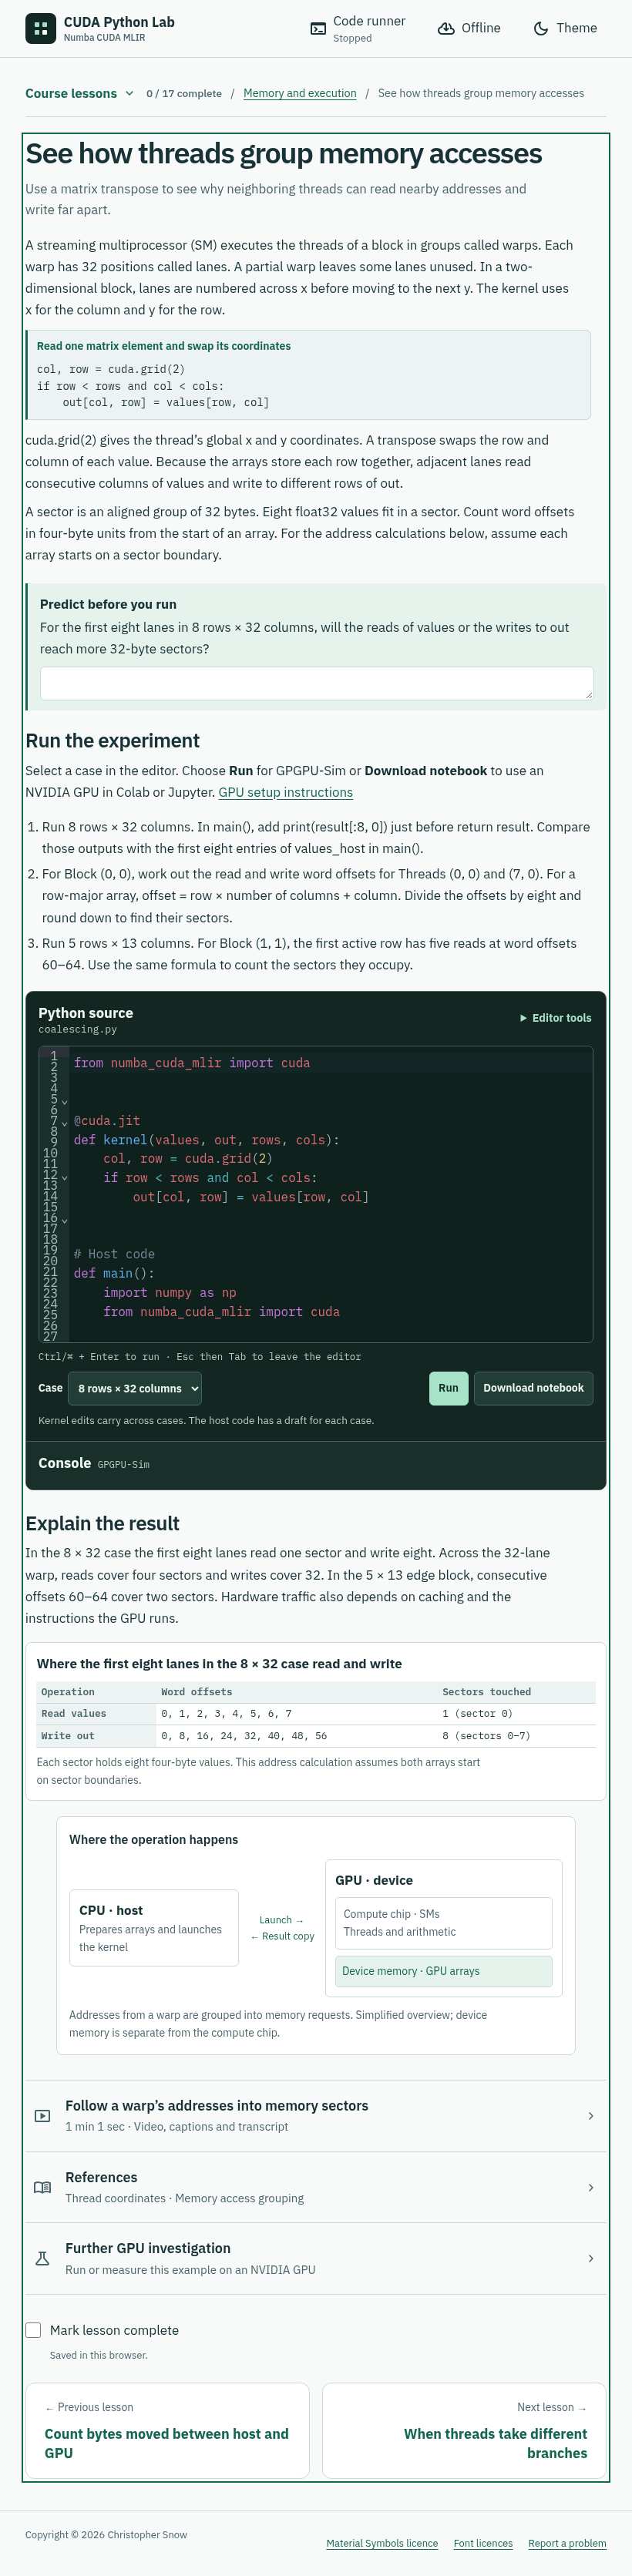 CUDA Python Lab
Numba CUDA MLIR
Code runner
Stopped
Offline
Theme
Course lessons
0 / 17 complete / Memory and execution / See how threads group memory accesses
See how threads group memory accesses
Use a matrix transpose to see why neighboring threads can read nearby addresses and
write far apart.
A streaming multiprocessor (SM) executes the threads of a block in groups called warps. Each
warp has 32 positions called lanes. A partial warp leaves some lanes unused. In a two-
dimensional block, lanes are numbered across x before moving to the next y. The kernel uses
x for the column and y for the row.
Read one matrix element and swap its coordinates
col, row = cuda.grid(2)
if row < rows and col < cols:
    out[col, row] = values[row, col]
cuda.grid(2) gives the thread’s global x and y coordinates. A transpose swaps the row and
column of each value. Because the arrays store each row together, adjacent lanes read
consecutive columns of values and write to different rows of out.
A sector is an aligned group of 32 bytes. Eight float32 values fit in a sector. Count word offsets
in four-byte units from the start of an array. For the address calculations below, assume each
array starts on a sector boundary.
Predict before you run
For the first eight lanes in 8 rows × 32 columns, will the reads of values or the writes to out
reach more 32-byte sectors?
Run the experiment
Select a case in the editor. Choose Run for GPGPU-Sim or Download notebook to use an
NVIDIA GPU in Colab or Jupyter. GPU setup instructions
1. Run 8 rows × 32 columns. In main(), add print(result[:8, 0]) just before return result. Compare
those outputs with the first eight entries of values_host in main().
2. For Block (0, 0), work out the read and write word offsets for Threads (0, 0) and (7, 0). For a
row-major array, offset = row × number of columns + column. Divide the offsets by eight and
round down to find their sectors.
3. Run 5 rows × 13 columns. For Block (1, 1), the first active row has five reads at word offsets
60–64. Use the same formula to count the sectors they occupy.
Python source
coalescing.py
▶ Editor tools
1
2
3
4
5
6
7
8
9
10
11
12
13
14
15
16
17
18
19
20
21
22
23
24
25
26
27
from numba_cuda_mlir import cuda
@cuda.jit
def kernel(values, out, rows, cols):
    col, row = cuda.grid(2)
    if row < rows and col < cols:
        out[col, row] = values[row, col]
# Host code
def main():
    import numpy as np
    from numba_cuda_mlir import cuda
Ctrl/⌘ + Enter to run · Esc then Tab to leave the editor
Case
8 rows × 32 columns
Run
Download notebook
Kernel edits carry across cases. The host code has a draft for each case.
Console GPGPU-Sim
Explain the result
In the 8 × 32 case the first eight lanes read one sector and write eight. Across the 32-lane
warp, reads cover four sectors and writes cover 32. In the 5 × 13 edge block, consecutive
offsets 60–64 cover two sectors. Hardware traffic also depends on caching and the
instructions the GPU runs.
Where the first eight lanes in the 8 × 32 case read and write
Operation Word offsets Sectors touched
Read values 0, 1, 2, 3, 4, 5, 6, 7 1 (sector 0)
Write out 0, 8, 16, 24, 32, 40, 48, 56 8 (sectors 0–7)
Each sector holds eight four-byte values. This address calculation assumes both arrays start
on sector boundaries.
Where the operation happens
CPU · host
Prepares arrays and launches
the kernel
Launch →
← Result copy
GPU · device
Compute chip · SMs
Threads and arithmetic
Device memory · GPU arrays
Addresses from a warp are grouped into memory requests. Simplified overview; device
memory is separate from the compute chip.
Follow a warp’s addresses into memory sectors
1 min 1 sec · Video, captions and transcript
References
Thread coordinates · Memory access grouping
Further GPU investigation
Run or measure this example on an NVIDIA GPU
Mark lesson complete
Saved in this browser.
← Previous lesson
Count bytes moved between host and
GPU
Next lesson →
When threads take different
branches
Copyright © 2026 Christopher Snow
Material Symbols licence
Font licences
Report a problem